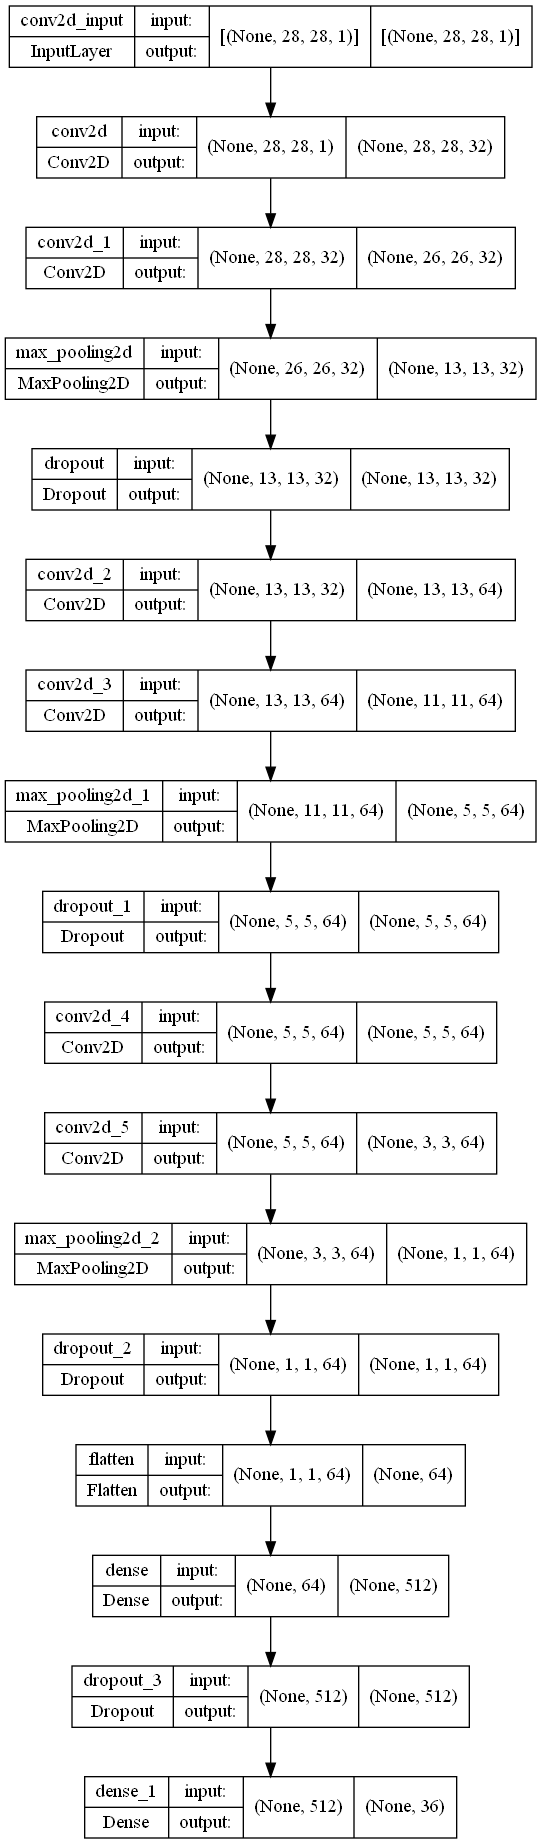 conv2d_input input: [(None, 28, 28, 1)] [(None, 28, 28, 1)]
InputLayer output:
conv2d input: (None, 28, 28, 1) (None, 28, 28, 32)
Conv2D output:
conv2d_1 input: (None, 28, 28, 32) (None, 26, 26, 32)
Conv2D output:
max_pooling2d input: (None, 26, 26, 32) (None, 13, 13, 32)
MaxPooling2D output:
dropout input: (None, 13, 13, 32) (None, 13, 13, 32)
Dropout output:
conv2d_2 input: (None, 13, 13, 32) (None, 13, 13, 64)
Conv2D output:
conv2d_3 input: (None, 13, 13, 64) (None, 11, 11, 64)
Conv2D output:
max_pooling2d_1 input: (None, 11, 11, 64) (None, 5, 5, 64)
MaxPooling2D output:
dropout_1 input: (None, 5, 5, 64) (None, 5, 5, 64)
Dropout output:
conv2d_4 input: (None, 5, 5, 64) (None, 5, 5, 64)
Conv2D output:
conv2d_5 input: (None, 5, 5, 64) (None, 3, 3, 64)
Conv2D output:
max_pooling2d_2 input: (None, 3, 3, 64) (None, 1, 1, 64)
MaxPooling2D output:
dropout_2 input: (None, 1, 1, 64) (None, 1, 1, 64)
Dropout output:
flatten input: (None, 1, 1, 64) (None, 64)
Flatten output:
dense input: (None, 64) (None, 512)
Dense output:
dropout_3 input: (None, 512) (None, 512)
Dropout output:
dense_1 input: (None, 512) (None, 36)
Dense output: